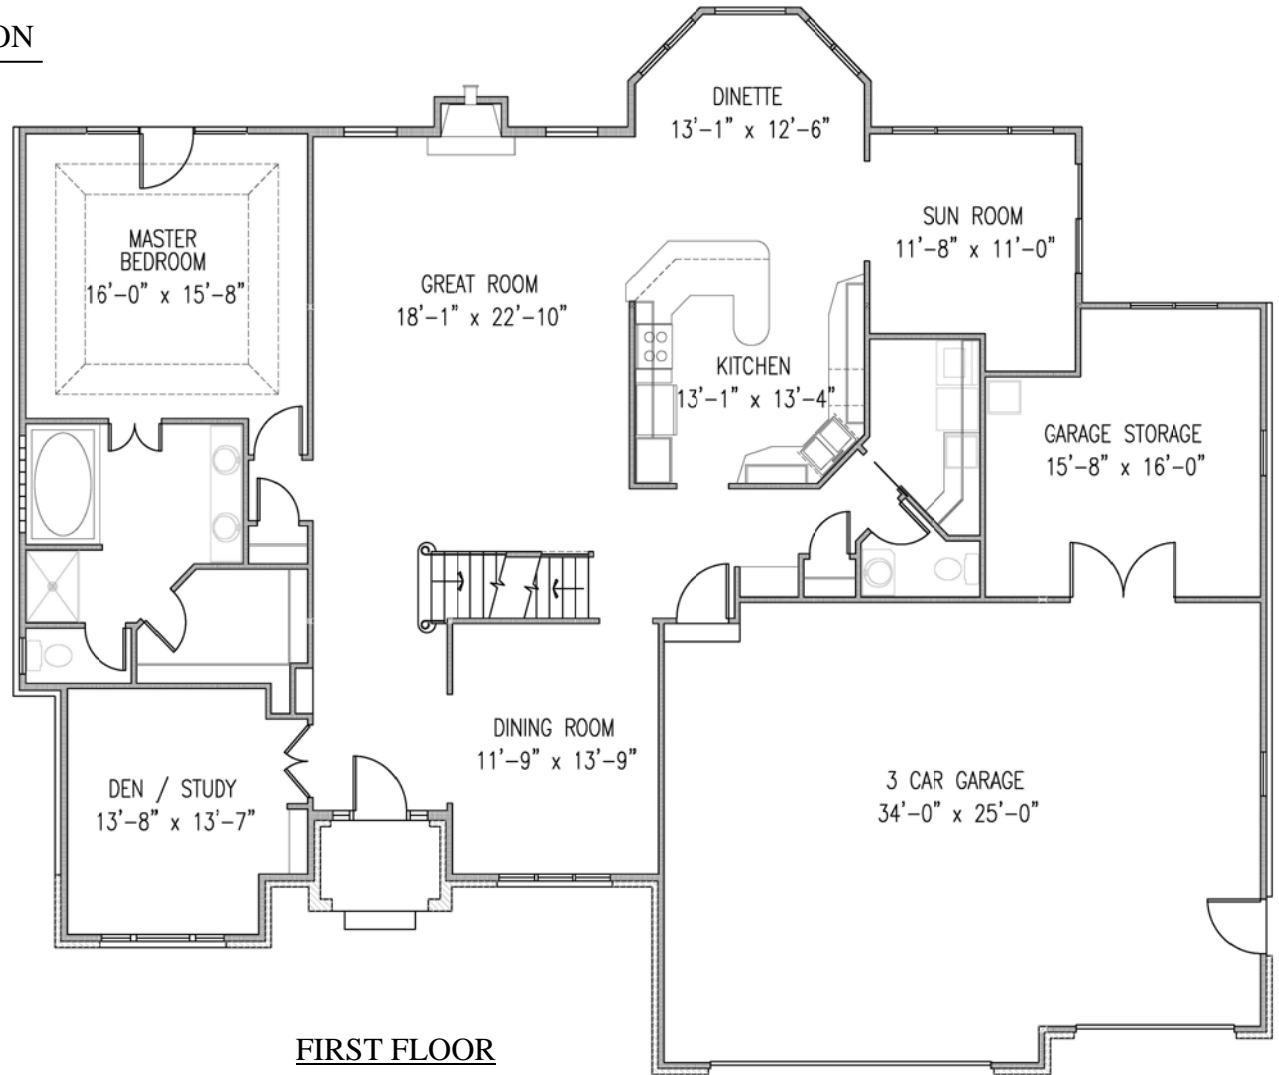 ON
DINETTE
13'-1" x 12'-6"
SUN ROOM
11'-8" x 11'-0"
MASTER
BEDROOM
16'-0" x 15'-8"
GREAT ROOM
18'-1" x 22'-10"
KITCHEN
13'-1" x 13'-4"
GARAGE STORAGE
15'-8" x 16'-0"
DINING ROOM
11'-9" x 13'-9"
DEN / STUDY
13'-8" x 13'-7"
3 CAR GARAGE
34'-0" x 25'-0"
FIRST FLOOR